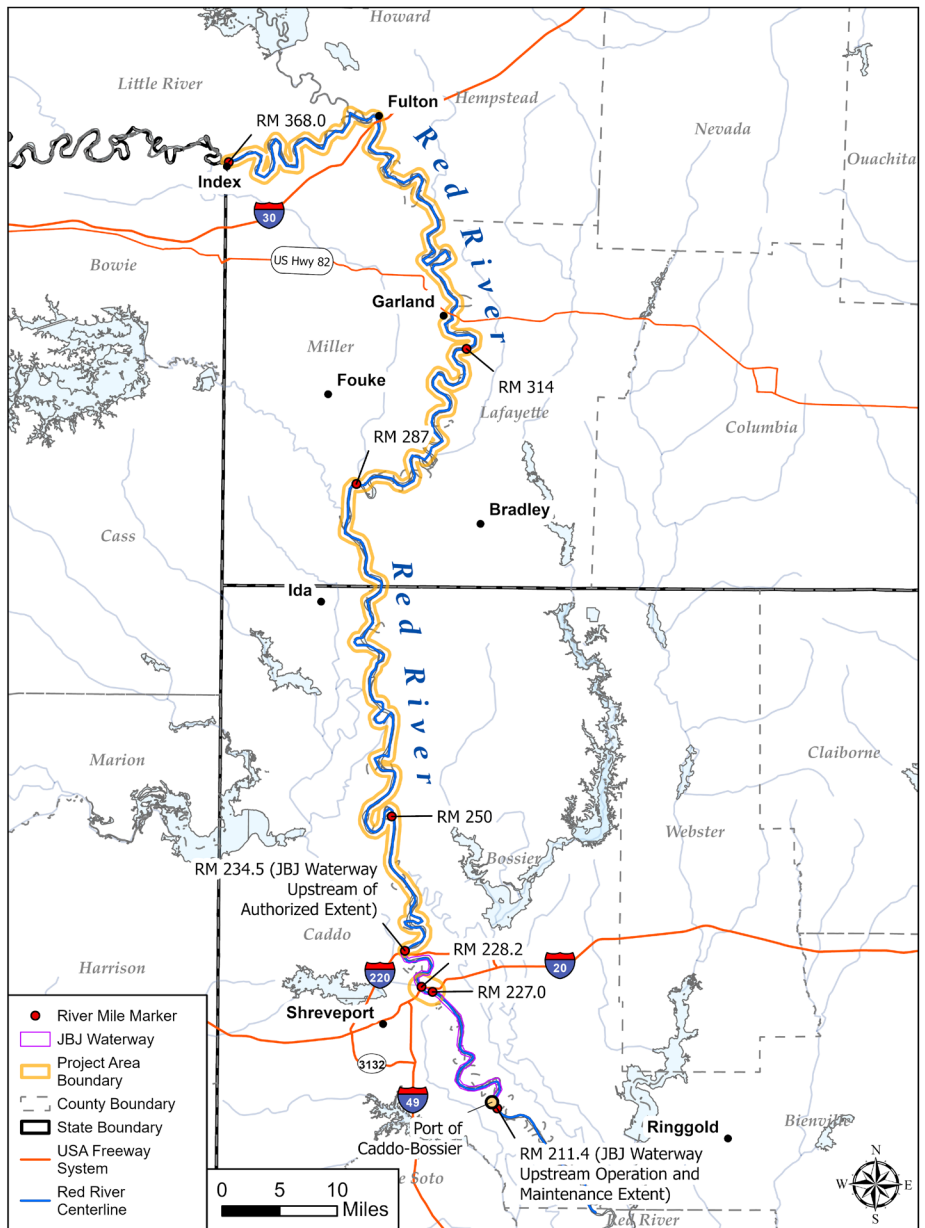 Howard
Little River
Fulton
Hempstead
RM 368.0
Nevada
Red River
Ouachita
Index
30
Bowie
US Hwy 82
Garland
Miller
Fouke
RM 314
Lafayette
Columbia
RM 287
Bradley
Cass
Ida
Red River
Marion
Claiborne
RM 250
Webster
Bossier
RM 234.5 (JBJ Waterway
Upstream of
Authorized Extent)
Caddo
RM 228.2
Harrison
220
20
RM 227.0
Shreveport
3132
49
Port of
Caddo-Bossier
Ringgold
Bienville
RM 211.4 (JBJ Waterway
Upstream Operation and
Maintenance Extent)
e Soto
Red River
River Mile Marker
JBJ Waterway
Project Area
Boundary
County Boundary
State Boundary
USA Freeway
System
Red River
Centerline
0 5 10
Miles
N
W E
S